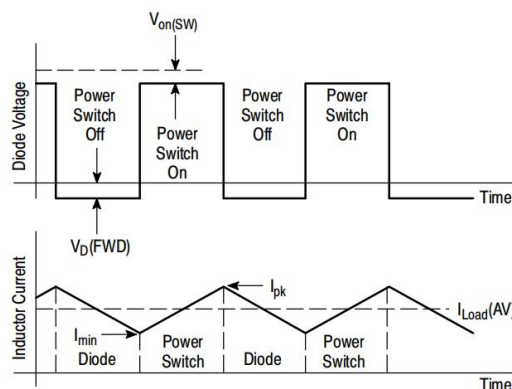 V_on(SW)
Diode Voltage
Power
Switch
Off
Power
Switch
On
Power
Switch
Off
Power
Switch
On
Time
V_D(FWD)
Inductor Current
I_pk
I_Load(AV)
I_min
Diode
Power
Switch
Diode
Power
Switch
Time